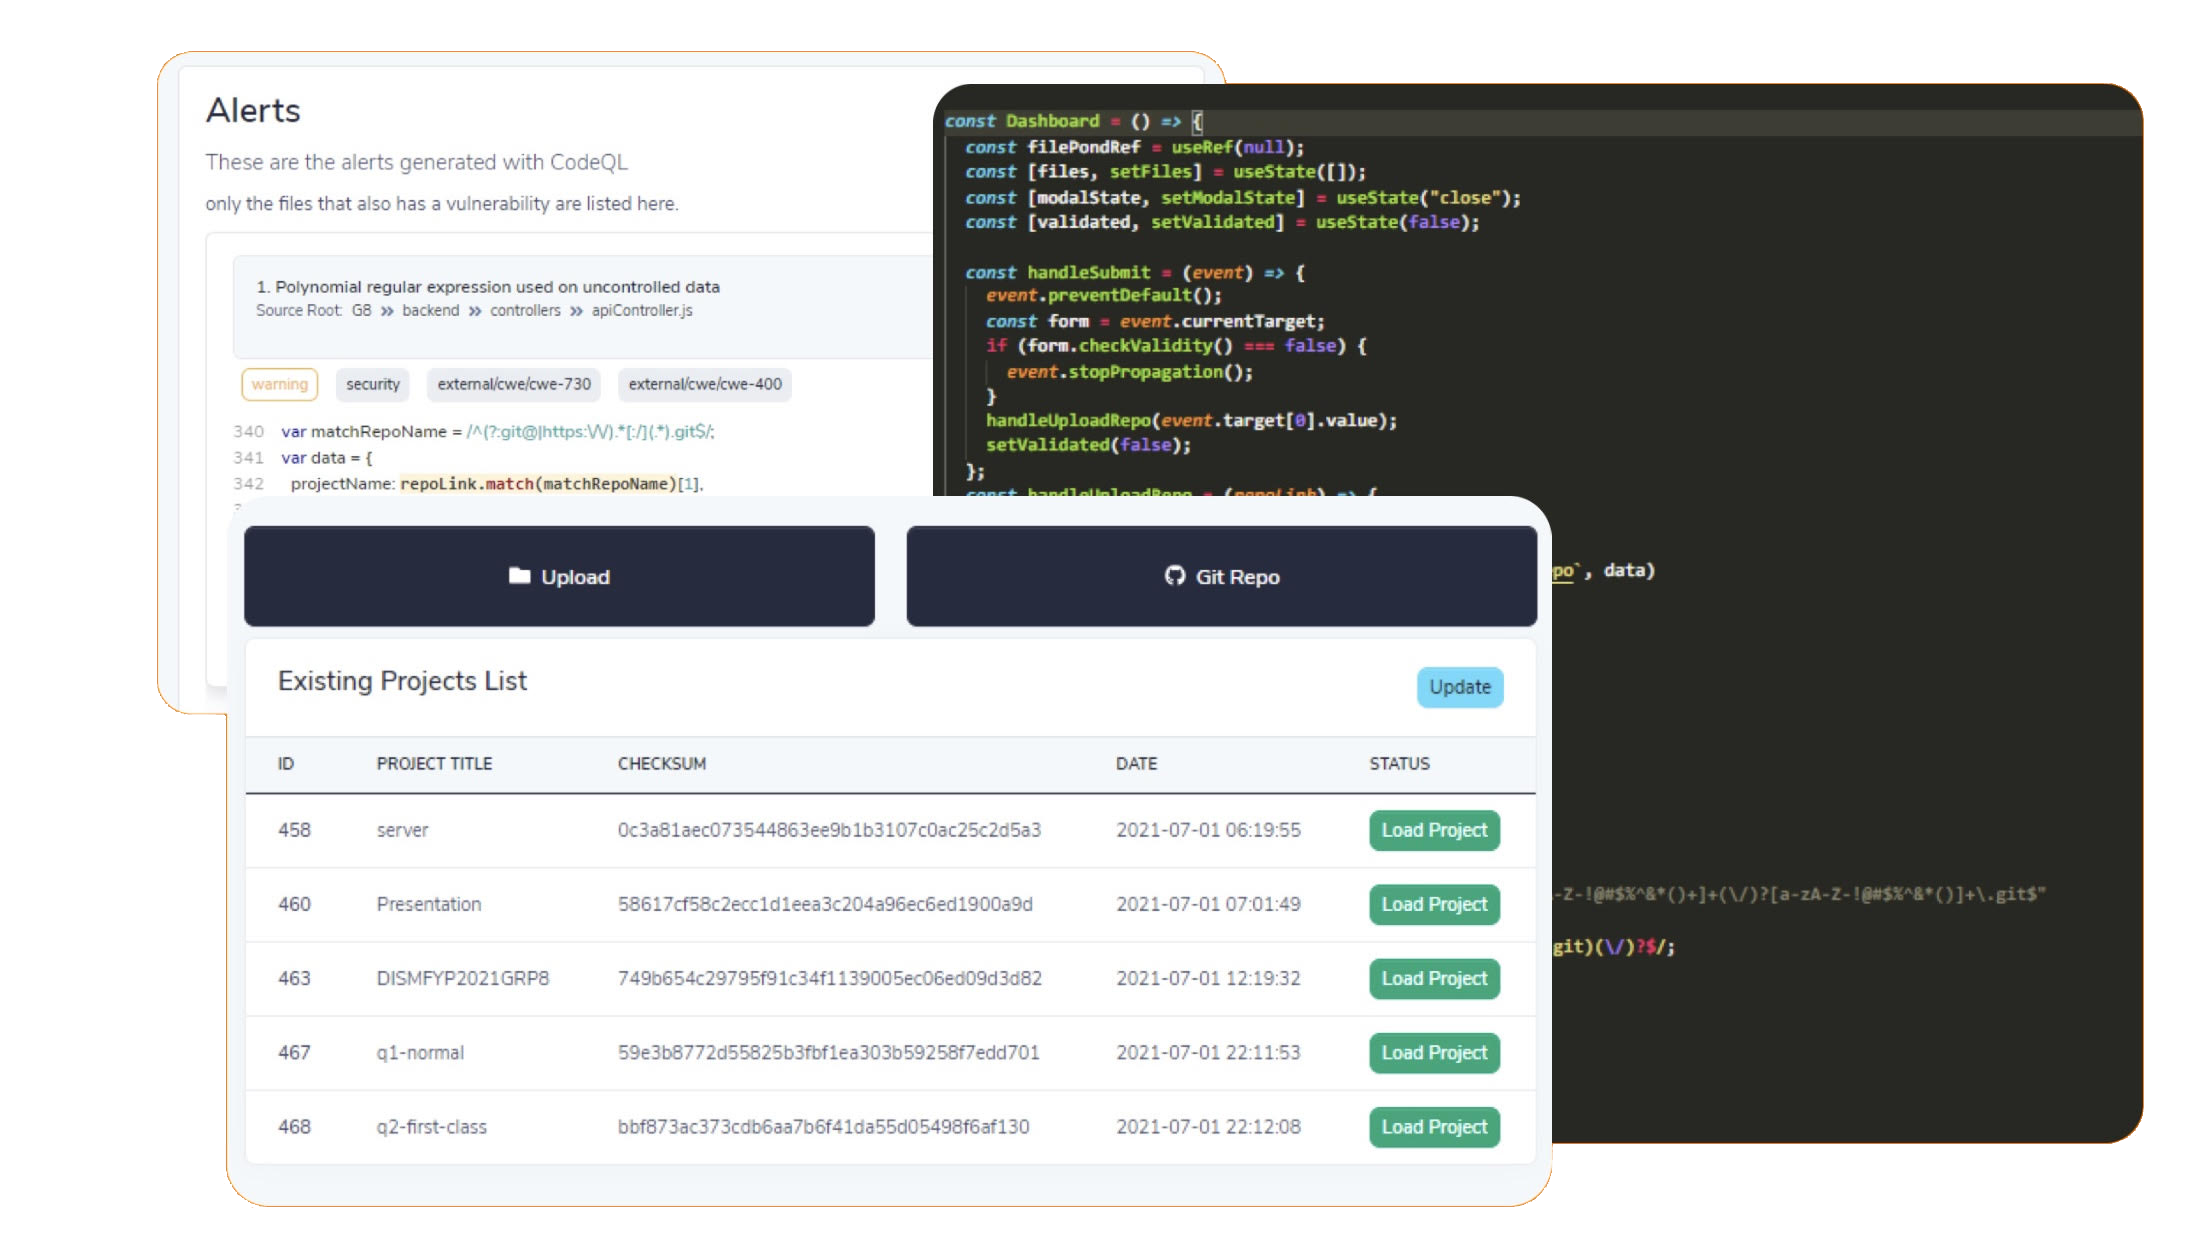 Alerts
These are the alerts generated with CodeQL
only the files that also has a vulnerability are listed here.
1. Polynomial regular expression used on uncontrolled data
Source Root: G8 » backend » controllers » apiController.js
warning security external/cwe/cwe-730 external/cwe/cwe-400
340 var matchRepoName = /^(?:git@|https:\/\/).*[:/](.*).git$/;
341 var data = {
342 projectName: repoLink.match(matchRepoName)[1],
const Dashboard = () => {
const filePondRef = useRef(null);
const [files, setFiles] = useState([]);
const [modalState, setModalState] = useState("close");
const [validated, setValidated] = useState(false);
const handleSubmit = (event) => {
event.preventDefault();
const form = event.currentTarget;
if (form.checkValidity() === false) {
event.stopPropagation();
}
handleUploadRepo(event.target[0].value);
setValidated(false);
};
const handleUploadRepo = (repoLink) => {
po`, data)
-Z-!@#$%^&*()+]+(\/)?[a-zA-Z-!@#$%^&*()]+\.git$"
git)(\/)?$/;
Upload
Git Repo
Existing Projects List
Update
ID PROJECT TITLE CHECKSUM DATE STATUS
458 server 0c3a81aec073544863ee9b1b3107c0ac25c2d5a3 2021-07-01 06:19:55 Load Project
460 Presentation 58617cf58c2ecc1d1eea3c204a96ec6ed1900a9d 2021-07-01 07:01:49 Load Project
463 DISMFYP2021GRP8 749b654c29795f91c34f1139005ec06ed09d3d82 2021-07-01 12:19:32 Load Project
467 q1-normal 59e3b8772d55825b3fbf1ea303b59258f7edd701 2021-07-01 22:11:53 Load Project
468 q2-first-class bbf873ac373cdb6aa7b6f41da55d05498f6af130 2021-07-01 22:12:08 Load Project